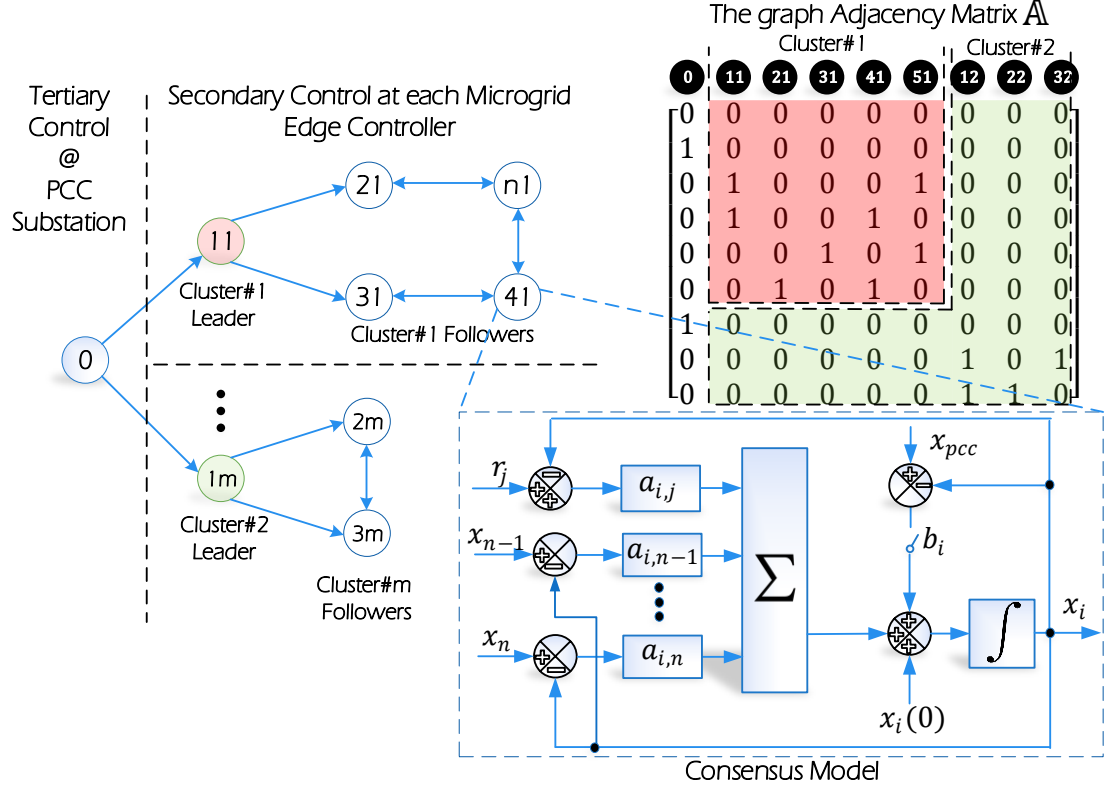 The graph Adjacency Matrix 𝔸
Cluster#1
Cluster#2
0 11 21 31 41 51 12 22 32
0 0 0 0 0 0 0 0 0
1 0 0 0 0 0 0 0 0
0 1 0 0 0 1 0 0 0
0 1 0 0 1 0 0 0 0
0 0 0 1 0 1 0 0 0
0 0 1 0 1 0 0 0 0
1 0 0 0 0 0 0 0 0
0 0 0 0 0 0 1 0 1
0 0 0 0 0 0 1 1 0
Tertiary
Control
@
PCC
Substation
Secondary Control at each Microgrid
Edge Controller
21
n1
11
31
41
Cluster#1
Leader
Cluster#1 Followers
0
2m
1m
3m
Cluster#2
Leader
Cluster#m
Followers
r_j
a_{i,j}
x_{pcc}
x_{n−1}
a_{i,n−1}
b_i
∑
x_n
a_{i,n}
∫
x_i
x_i(0)
Consensus Model